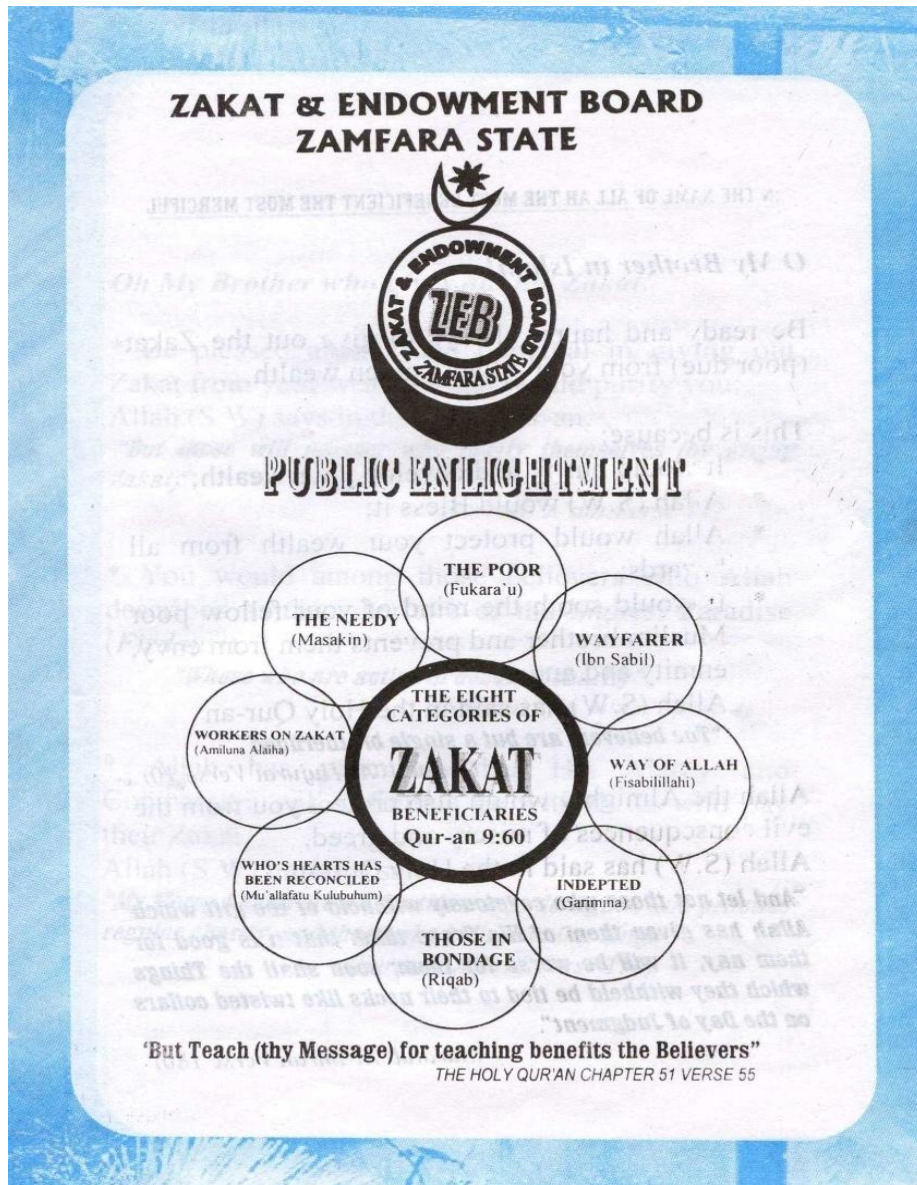 ZAKAT & ENDOWMENT BOARD
ZAMFARA STATE
ZAKAT & ENDOWMENT BOARD
ZEB
ZAMFARA STATE
PUBLIC ENLIGHTMENT
THE POOR
(Fukara'u)
THE NEEDY
(Masakin)
WAYFARER
(Ibn Sabil)
THE EIGHT
CATEGORIES OF
ZAKAT
BENEFICIARIES
Qur-an 9:60
WORKERS ON ZAKAT
(Amiluna Alaiha)
WAY OF ALLAH
(Fisabilillahi)
WHO'S HEARTS HAS
BEEN RECONCILED
(Mu'allafatu Kulubuhum)
INDEPTED
(Garimina)
THOSE IN
BONDAGE
(Riqab)
'But Teach (thy Message) for teaching benefits the Believers"
THE HOLY QUR'AN CHAPTER 51 VERSE 55